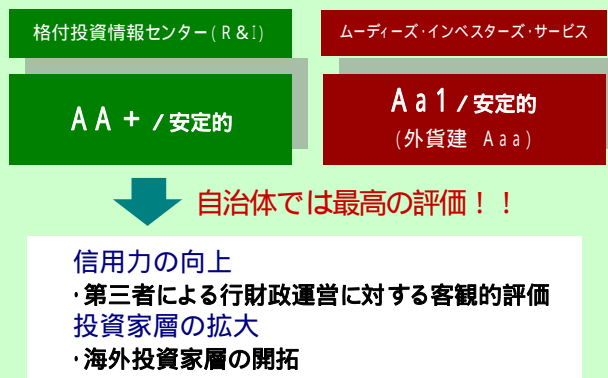 格付投資情報センター(R&I)
AA+/安定的
ムーディーズ・インベスターズ・サービス
Aa1/安定的
(外貨建 Aaa)
自治体では最高の評価！！
信用力の向上
・第三者による行財政運営に対する客観的評価
投資家層の拡大
・海外投資家層の開拓